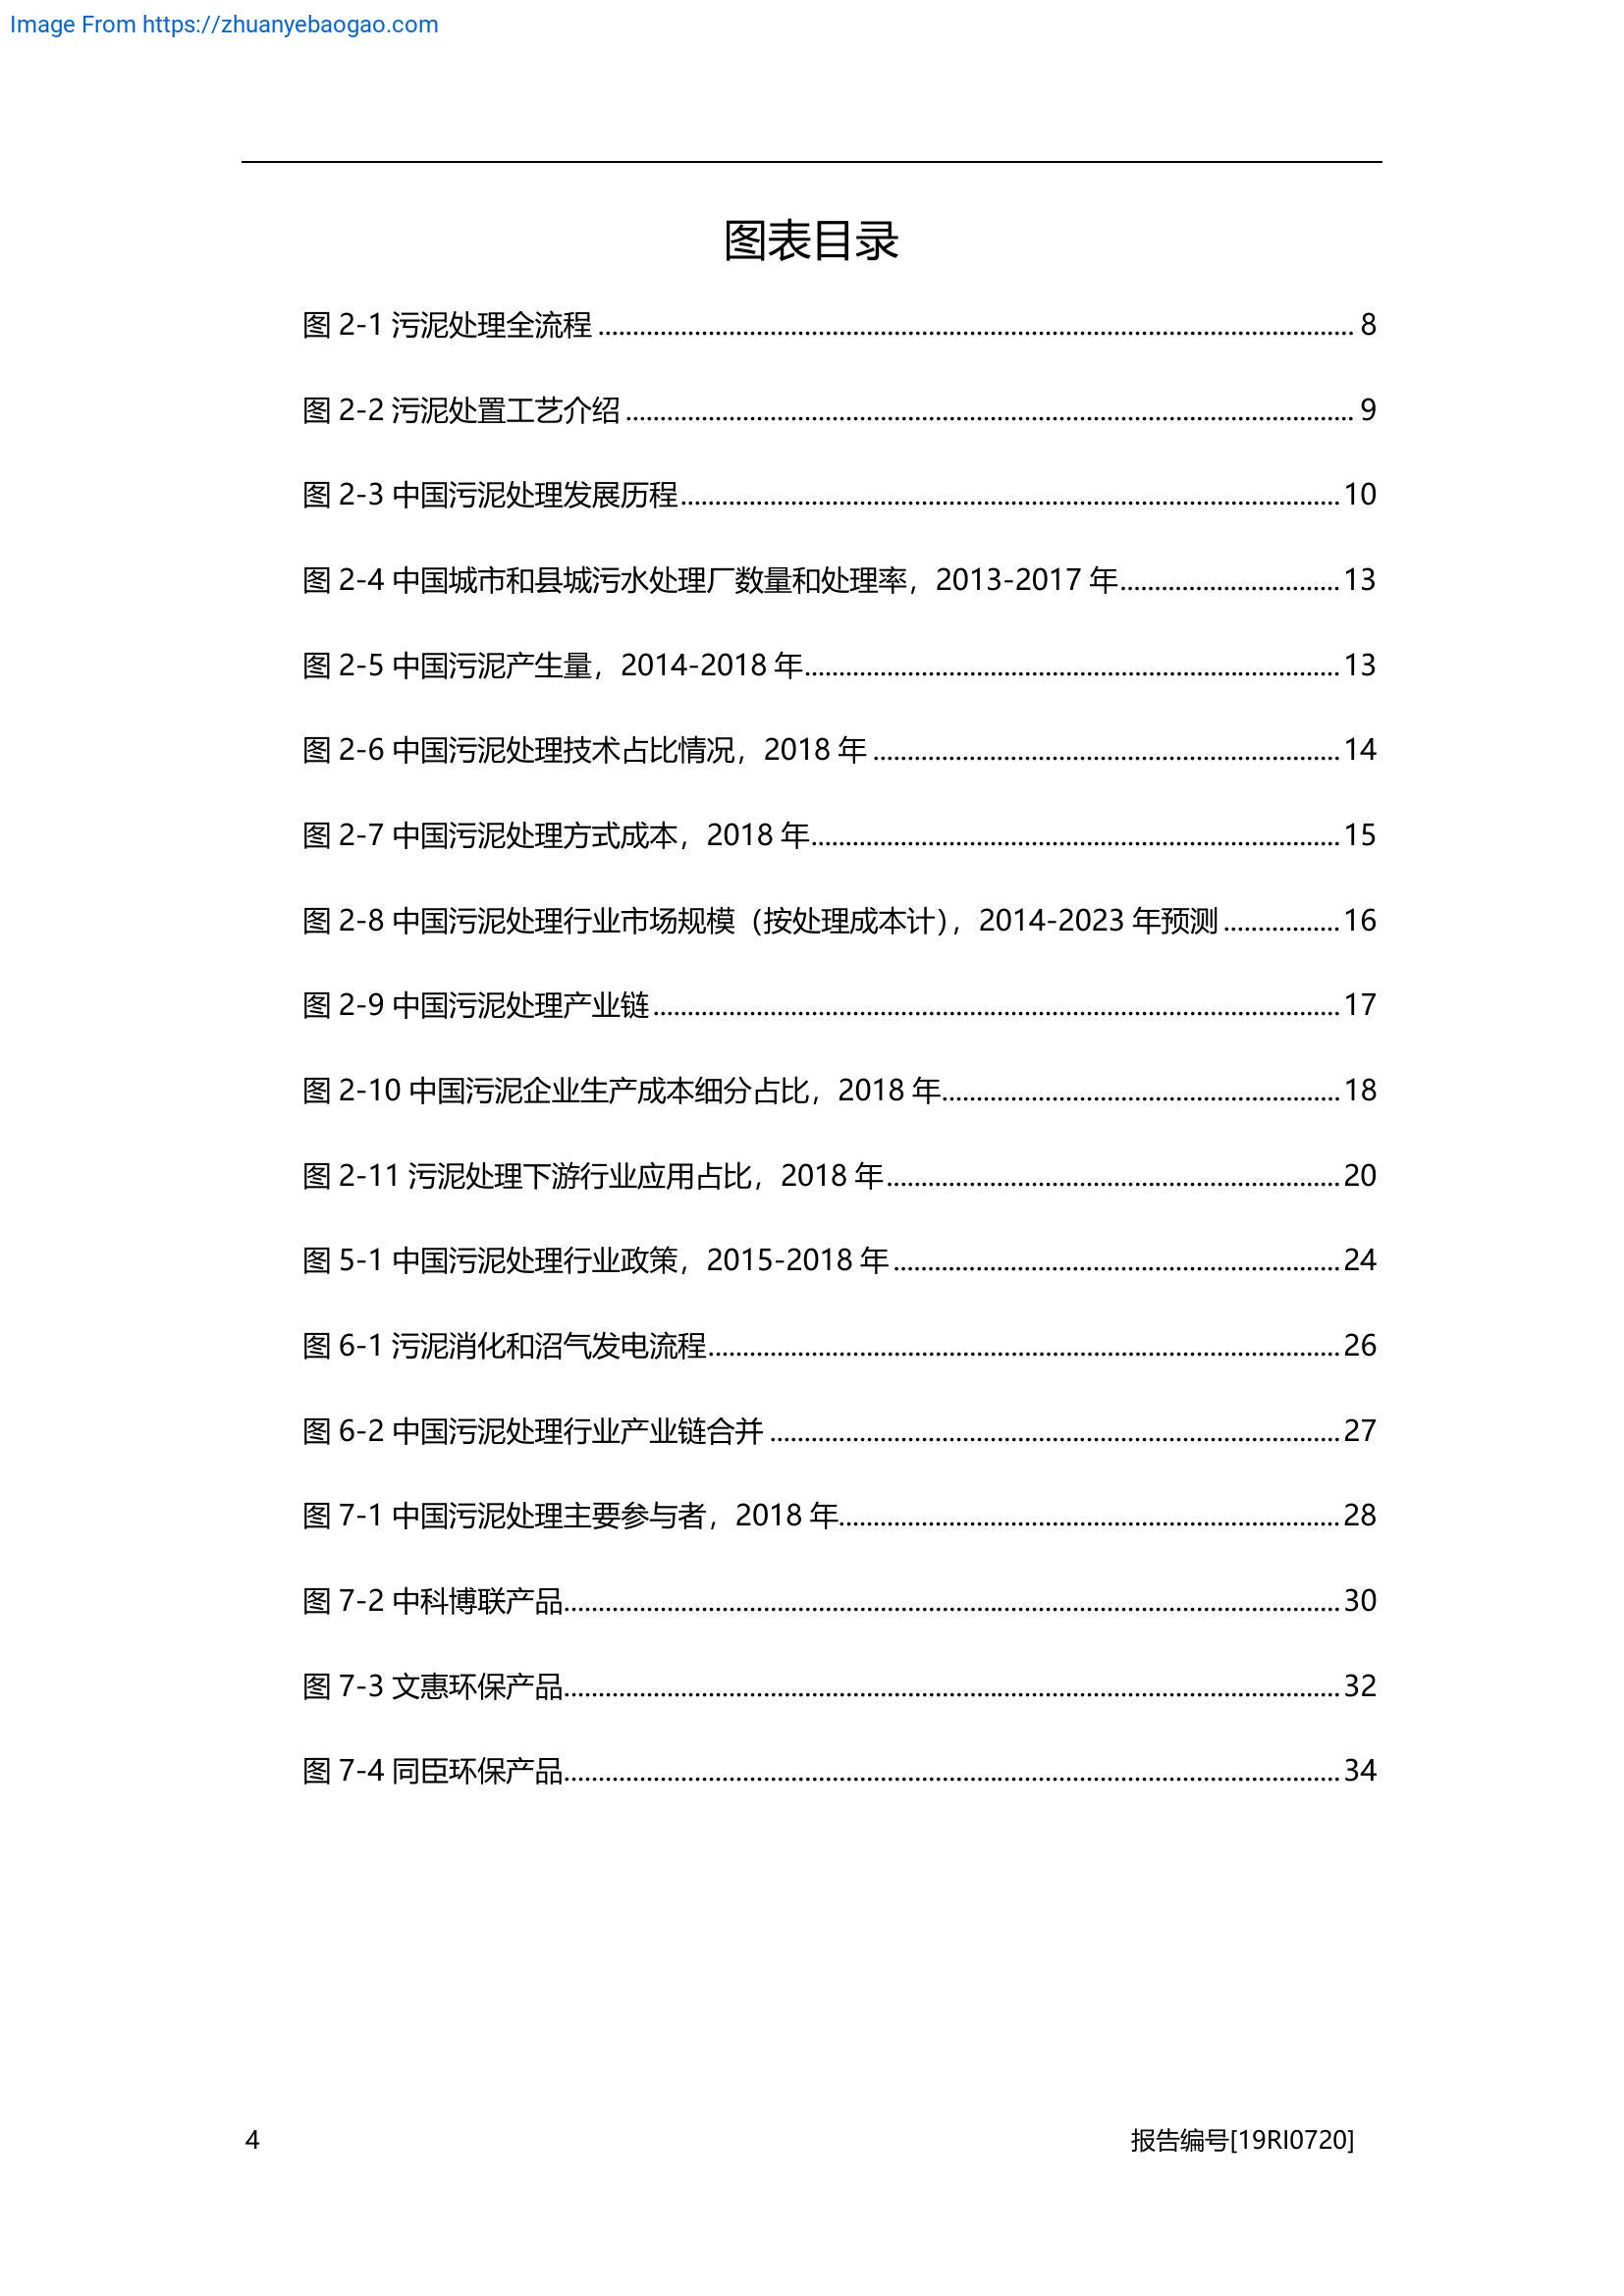 Image From https://zhuanyebaogao.com
图表目录
图 2-1 污泥处理全流程 ........ 8
图 2-2 污泥处置工艺介绍 ........ 9
图 2-3 中国污泥处理发展历程 ........ 10
图 2-4 中国城市和县城污水处理厂数量和处理率，2013-2017 年 ........ 13
图 2-5 中国污泥产生量，2014-2018 年 ........ 13
图 2-6 中国污泥处理技术占比情况，2018 年 ........ 14
图 2-7 中国污泥处理方式成本，2018 年 ........ 15
图 2-8 中国污泥处理行业市场规模（按处理成本计），2014-2023 年预测 ........ 16
图 2-9 中国污泥处理产业链 ........ 17
图 2-10 中国污泥企业生产成本细分占比，2018 年 ........ 18
图 2-11 污泥处理下游行业应用占比，2018 年 ........ 20
图 5-1 中国污泥处理行业政策，2015-2018 年 ........ 24
图 6-1 污泥消化和沼气发电流程 ........ 26
图 6-2 中国污泥处理行业产业链合并 ........ 27
图 7-1 中国污泥处理主要参与者，2018 年 ........ 28
图 7-2 中科博联产品 ........ 30
图 7-3 文惠环保产品 ........ 32
图 7-4 同臣环保产品 ........ 34
4 报告编号[19RI0720]